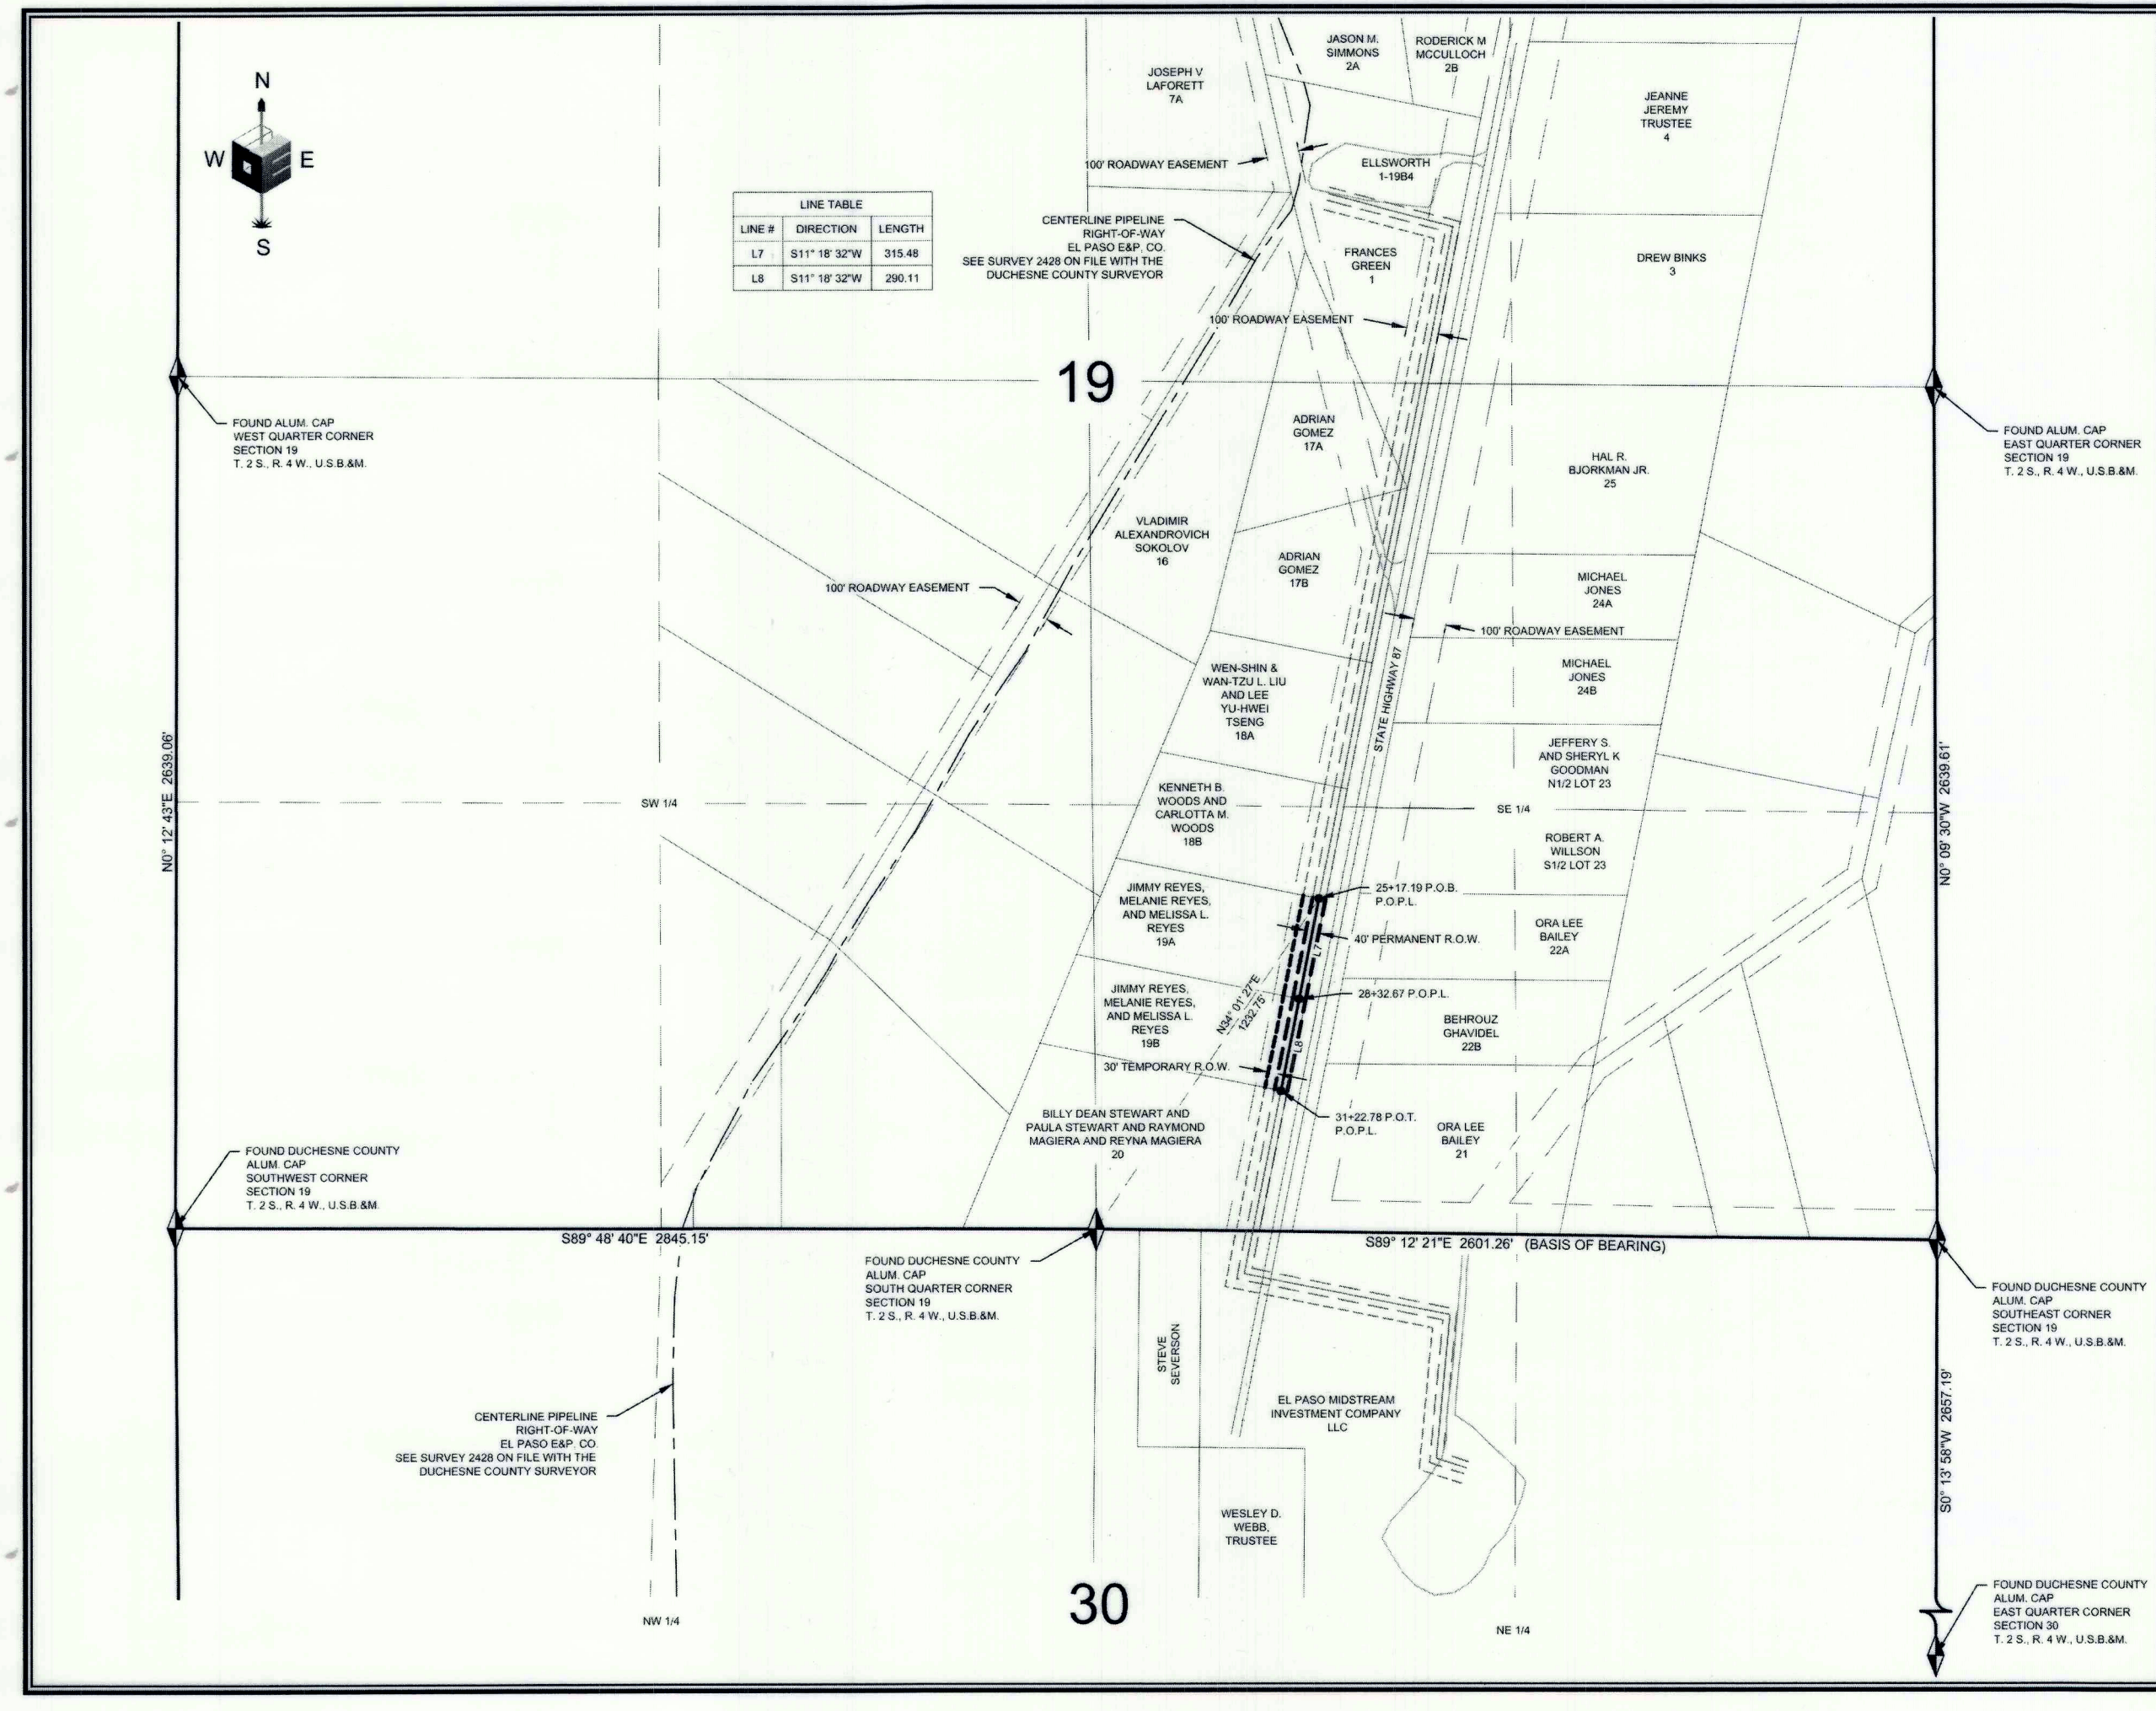 N
W
E
S
JOSEPH V
LAFORETT
7A
JASON M.
SIMMONS
2A
RODERICK M
MCCULLOCH
2B
JEANNE
JEREMY
TRUSTEE
4
100' ROADWAY EASEMENT
ELLSWORTH
1-19B4
LINE TABLE
LINE # DIRECTION LENGTH
L7 S11° 18' 32"W 315.48
L8 S11° 18' 32"W 290.11
CENTERLINE PIPELINE
RIGHT-OF-WAY
EL PASO E&P, CO.
SEE SURVEY 2428 ON FILE WITH THE
DUCHESNE COUNTY SURVEYOR
FRANCES
GREEN
1
DREW BINKS
3
100' ROADWAY EASEMENT
19
FOUND ALUM. CAP
WEST QUARTER CORNER
SECTION 19
T. 2 S., R. 4 W., U.S.B.&M.
ADRIAN
GOMEZ
17A
HAL R.
BJORKMAN JR.
25
FOUND ALUM. CAP
EAST QUARTER CORNER
SECTION 19
T. 2 S., R. 4 W., U.S.B.&M.
VLADIMIR
ALEXANDROVICH
SOKOLOV
16
ADRIAN
GOMEZ
17B
MICHAEL
JONES
24A
100' ROADWAY EASEMENT
100' ROADWAY EASEMENT
WEN-SHIN &
WAN-TZU L. LIU
AND LEE
YU-HWEI
TSENG
18A
STATE HIGHWAY 87
MICHAEL
JONES
24B
JEFFERY S.
AND SHERYL K
GOODMAN
N1/2 LOT 23
N0° 12' 43"E 2639.06'
SW 1/4
KENNETH B.
WOODS AND
CARLOTTA M.
WOODS
18B
SE 1/4
N0° 09' 30"W 2639.61'
ROBERT A.
WILLSON
S1/2 LOT 23
JIMMY REYES,
MELANIE REYES,
AND MELISSA L.
REYES
19A
25+17.19 P.O.B.
P.O.P.L.
40' PERMANENT R.O.W.
L7
ORA LEE
BAILEY
22A
JIMMY REYES,
MELANIE REYES,
AND MELISSA L.
REYES
19B
N34° 01' 27"E
1232.75'
28+32.67 P.O.P.L.
L8
BEHROUZ
GHAVIDEL
22B
30' TEMPORARY R.O.W.
BILLY DEAN STEWART AND
PAULA STEWART AND RAYMOND
MAGIERA AND REYNA MAGIERA
20
31+22.78 P.O.T.
P.O.P.L.
ORA LEE
BAILEY
21
FOUND DUCHESNE COUNTY
ALUM. CAP
SOUTHWEST CORNER
SECTION 19
T. 2 S., R. 4 W., U.S.B.&M.
S89° 48' 40"E 2845.15'
S89° 12' 21"E 2601.26' (BASIS OF BEARING)
FOUND DUCHESNE COUNTY
ALUM. CAP
SOUTH QUARTER CORNER
SECTION 19
T. 2 S., R. 4 W., U.S.B.&M.
FOUND DUCHESNE COUNTY
ALUM. CAP
SOUTHEAST CORNER
SECTION 19
T. 2 S., R. 4 W., U.S.B.&M.
STEVE
SEVERSON
EL PASO MIDSTREAM
INVESTMENT COMPANY
LLC
S0° 13' 58"W 2657.19'
CENTERLINE PIPELINE
RIGHT-OF-WAY
EL PASO E&P, CO.
SEE SURVEY 2428 ON FILE WITH THE
DUCHESNE COUNTY SURVEYOR
WESLEY D.
WEBB,
TRUSTEE
30
NW 1/4
NE 1/4
FOUND DUCHESNE COUNTY
ALUM. CAP
EAST QUARTER CORNER
SECTION 30
T. 2 S., R. 4 W., U.S.B.&M.